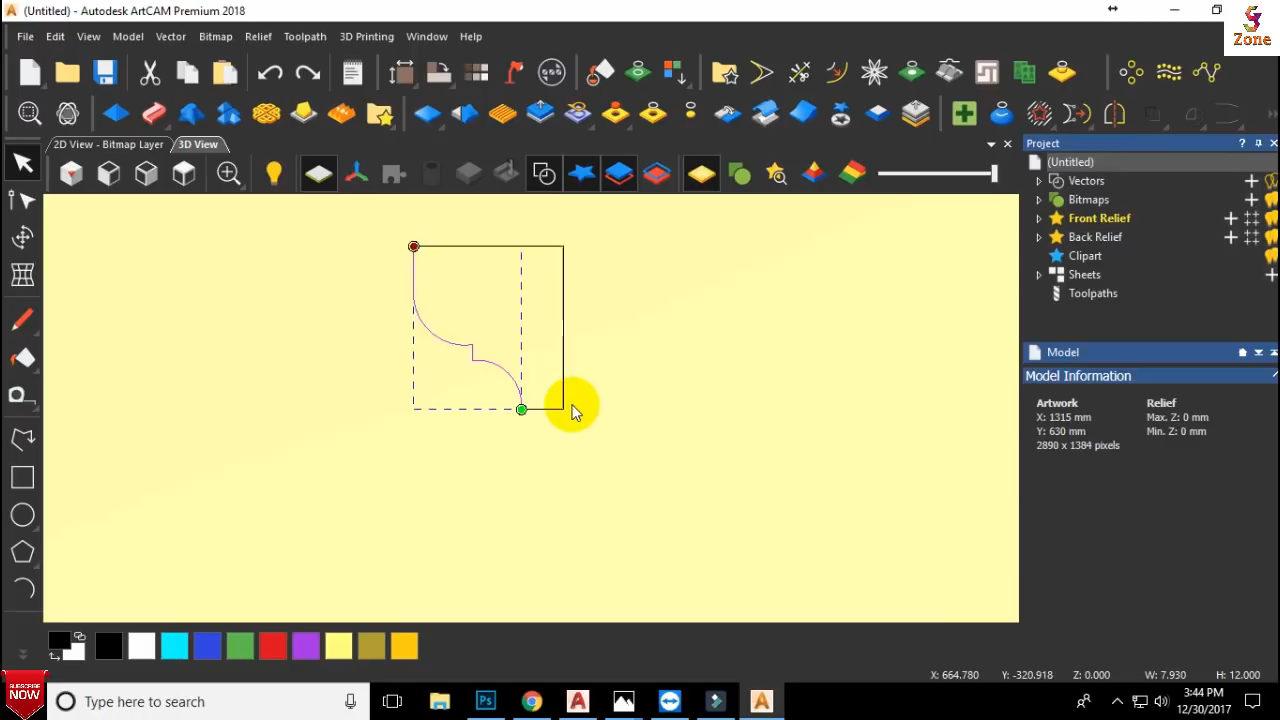 (Untitled) - Autodesk ArtCAM Premium 2018
Zone
File Edit View Model Vector Bitmap Relief Toolpath 3D Printing Window Help
2D View - Bitmap Layer 3D View
Project
(Untitled)
Vectors
Bitmaps
Front Relief
Back Relief
Clipart
Sheets
Toolpaths
Model
Model Information
Artwork Relief
X: 1315 mm Max. Z: 0 mm
Y: 630 mm Min. Z: 0 mm
2890 x 1384 pixels
X: 664.780 Y: -320.918 Z: 0.000 W: 7.930 H: 12.000
SUBSCRIBE
NOW
Type here to search
Ps
3:44 PM
12/30/2017